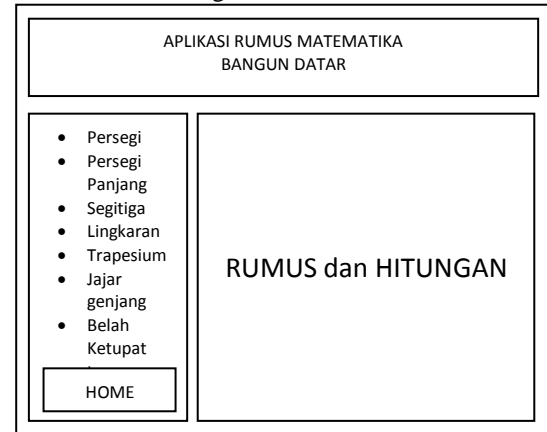 APLIKASI RUMUS MATEMATIKA
BANGUN DATAR
• Persegi
• Persegi
Panjang
• Segitiga
• Lingkaran
• Trapesium
• Jajar
genjang
• Belah
Ketupat
HOME
RUMUS dan HITUNGAN